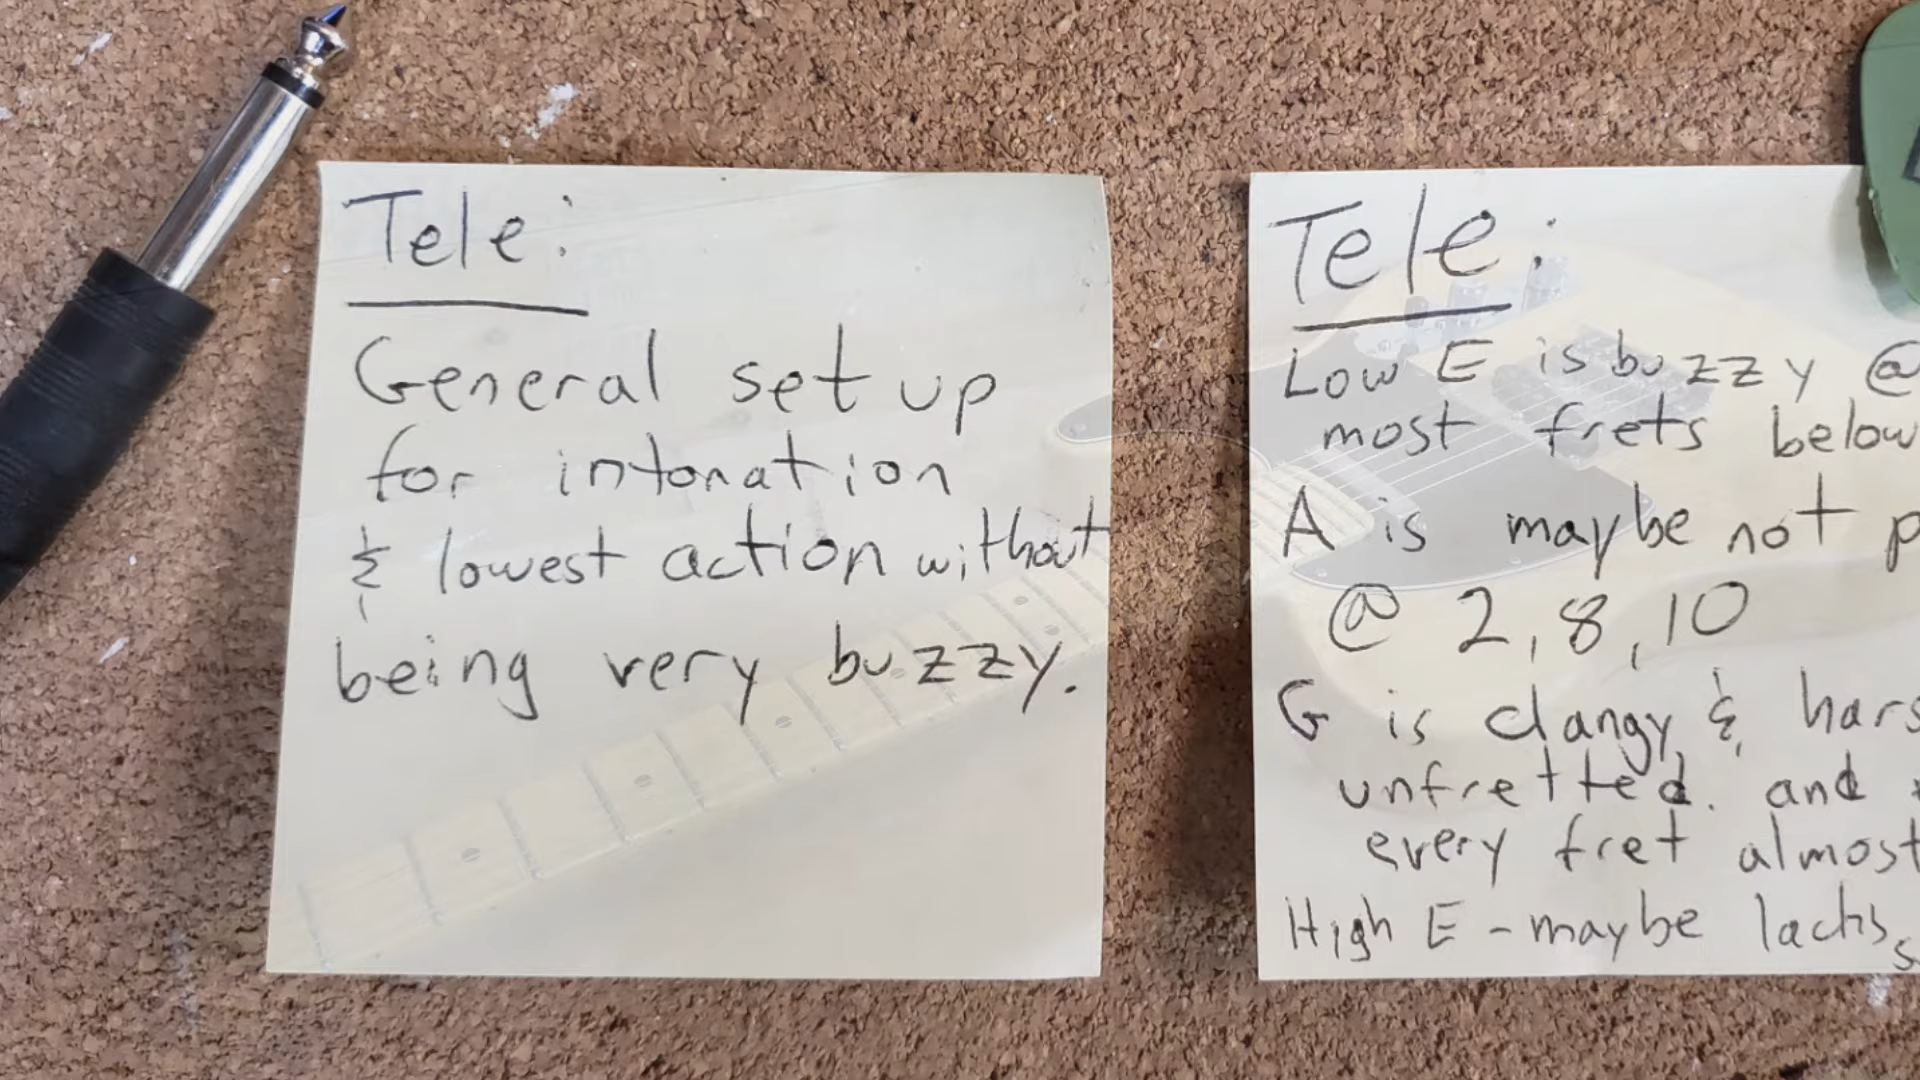 Tele:
General set up
for intonation
& lowest action without
being very buzzy.
Tele:
Low E is buzzy @
most frets below
A is maybe not p
@ 2, 8, 10
G is clangy & hars
unfretted. and
every fret almost
High E - maybe lacks